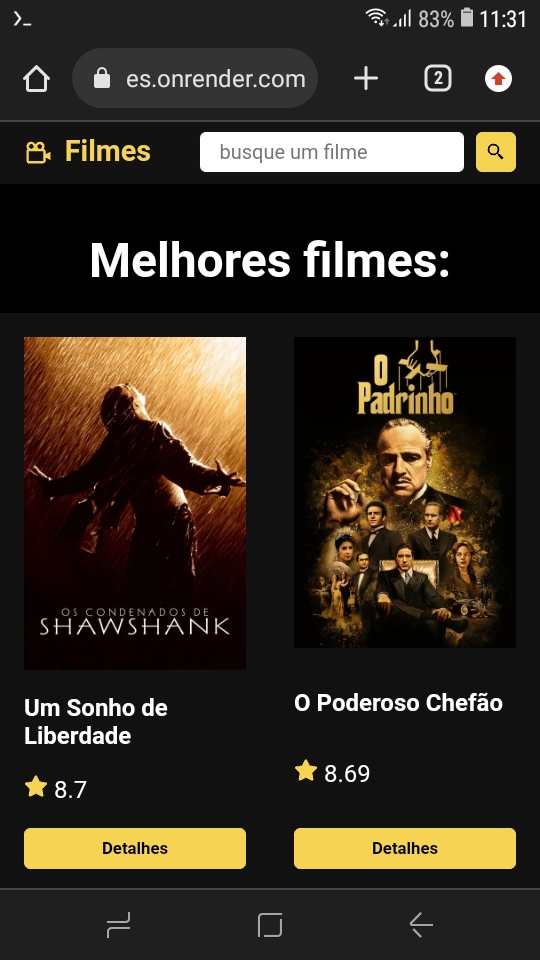 83% 11:31
es.onrender.com
2
Filmes
busque um filme
Melhores filmes:
OS CONDENADOS DE
SHAWSHANK
O
Padrinho
Um Sonho de
Liberdade
8.7
Detalhes
O Poderoso Chefão
8.69
Detalhes